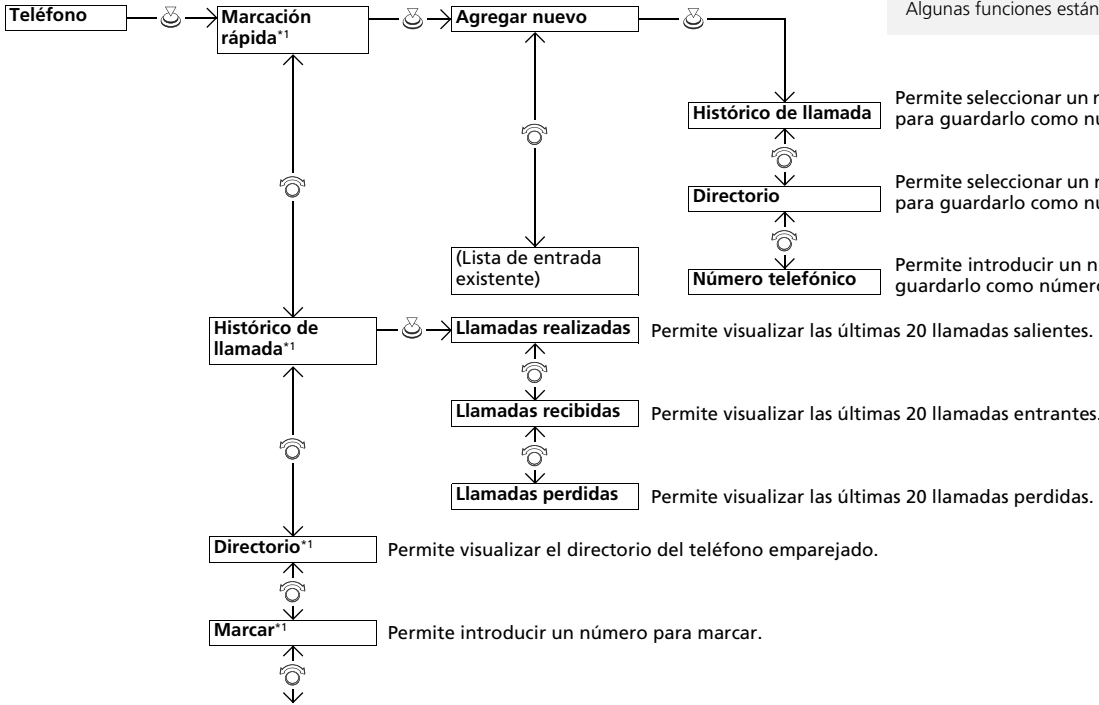 Teléfono
Marcación
rápida*1
Agregar nuevo
Algunas funciones están
Histórico de llamada
Permite seleccionar un
para guardarlo como
Directorio
Permite seleccionar un
para guardarlo como
(Lista de entrada
existente)
Número telefónico
Permite introducir un
guardarlo como número
Histórico de
llamada*1
Llamadas realizadas
Permite visualizar las últimas 20 llamadas salientes.
Llamadas recibidas
Permite visualizar las últimas 20 llamadas entrantes.
Llamadas perdidas
Permite visualizar las últimas 20 llamadas perdidas.
Directorio*1
Permite visualizar el directorio del teléfono emparejado.
Marcar*1
Permite introducir un número para marcar.